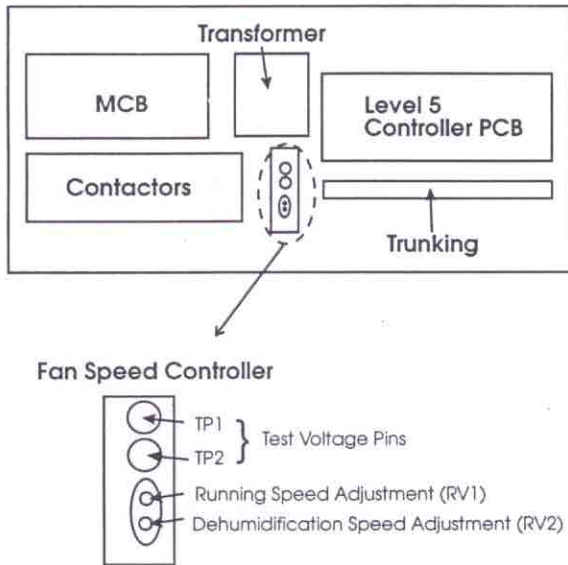 Transformer
MCB
Level 5
Controller PCB
Contactors
Trunking
Fan Speed Controller
TP1
TP2
Test Voltage Pins
Running Speed Adjustment (RV1)
Dehumidification Speed Adjustment (RV2)